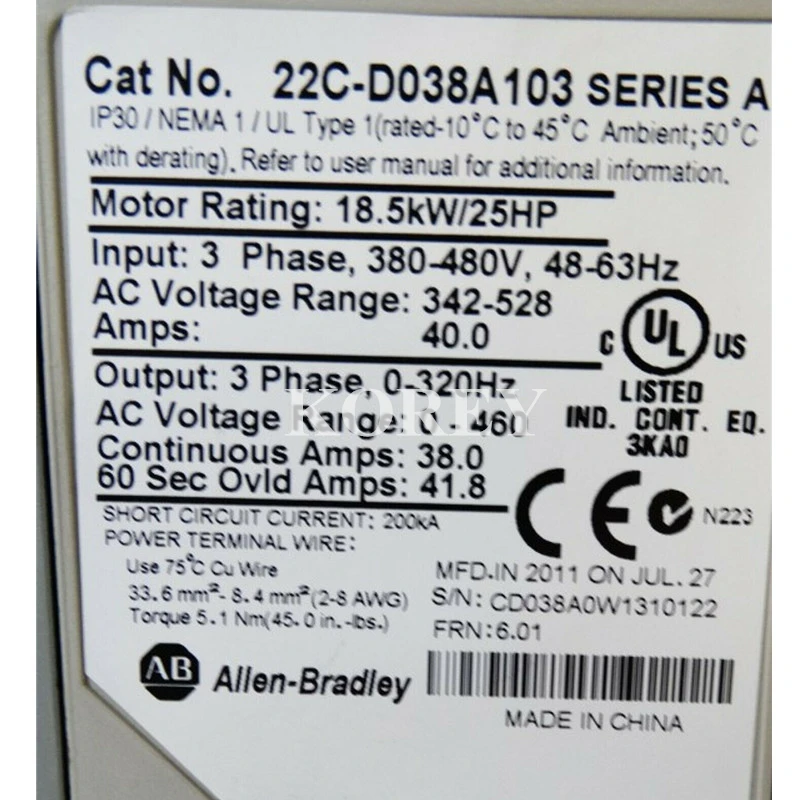 Cat No. 22C-D038A103 SERIES A
IP30 / NEMA 1 / UL Type 1(rated-10°C to 45°C Ambient; 50°C
with derating). Refer to user manual for additional information.
Motor Rating: 18.5kW/25HP
Input: 3 Phase, 380-480V, 48-63Hz
AC Voltage Range: 342-528
Amps: 40.0
C UL US
LISTED
IND. CONT. EQ.
3KA0
Output: 3 Phase, 0-320Hz
AC Voltage Range: 0 - 460
Continuous Amps: 38.0
60 Sec Ovld Amps: 41.8
KOREY
CE N223
SHORT CIRCUIT CURRENT: 200kA
POWER TERMINAL WIRE:
Use 75°C Cu Wire
33.6 mm²- 8.4 mm²(2-8 AWG)
Torque 5.1 Nm(45.0 in.-lbs.)
MFD.IN 2011 ON JUL. 27
S/N: CD038A0W1310122
FRN: 6.01
AB Allen-Bradley
MADE IN CHINA